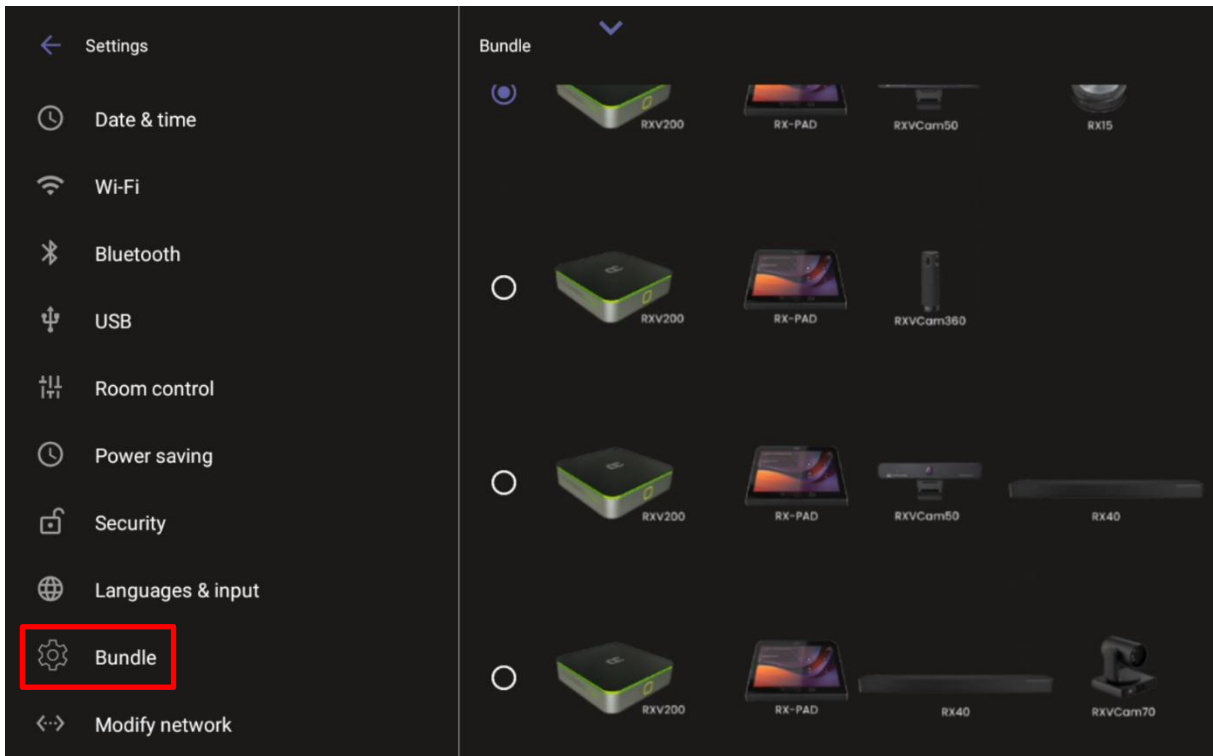 Settings
Date & time
Wi-Fi
Bluetooth
USB
Room control
Power saving
Security
Languages & input
Bundle
Modify network
Bundle
RXV200 RX-PAD RXVCam50 RX15
RXV200 RX-PAD RXVCam360
RXV200 RX-PAD RXVCam50 RX40
RXV200 RX-PAD RX40 RXVCam70